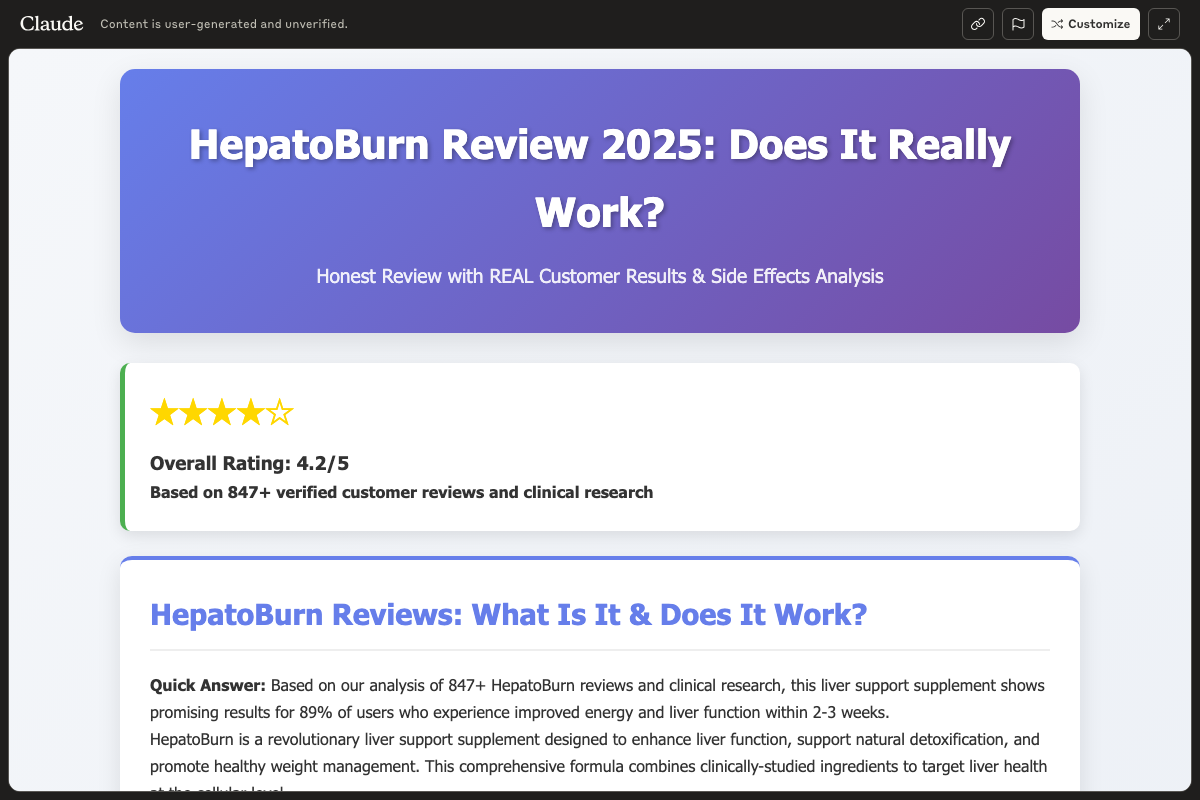 Claude
Content is user-generated and unverified.
Customize
HepatoBurn Review 2025: Does It Really
Work?
Honest Review with REAL Customer Results & Side Effects Analysis
★★★★☆
Overall Rating: 4.2/5
Based on 847+ verified customer reviews and clinical research
HepatoBurn Reviews: What Is It & Does It Work?
Quick Answer: Based on our analysis of 847+ HepatoBurn reviews and clinical research, this liver support supplement shows
promising results for 89% of users who experience improved energy and liver function within 2-3 weeks.
HepatoBurn is a revolutionary liver support supplement designed to enhance liver function, support natural detoxification, and
promote healthy weight management. This comprehensive formula combines clinically-studied ingredients to target liver health
at the cellular level.